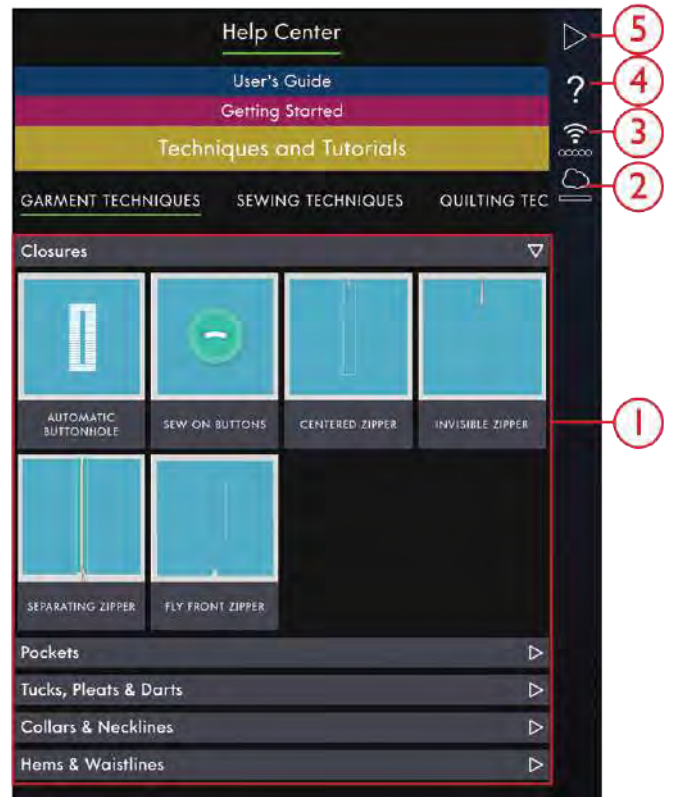 Help Center
5
User's Guide
4
Getting Started
3
Techniques and Tutorials
2
GARMENT TECHNIQUES SEWING TECHNIQUES QUILTING TEC
Closures
AUTOMATIC BUTTONHOLE
SEW ON BUTTONS
CENTERED ZIPPER
INVISIBLE ZIPPER
1
SEPARATING ZIPPER
FLY FRONT ZIPPER
Pockets
Tucks, Pleats & Darts
Collars & Necklines
Hems & Waistlines